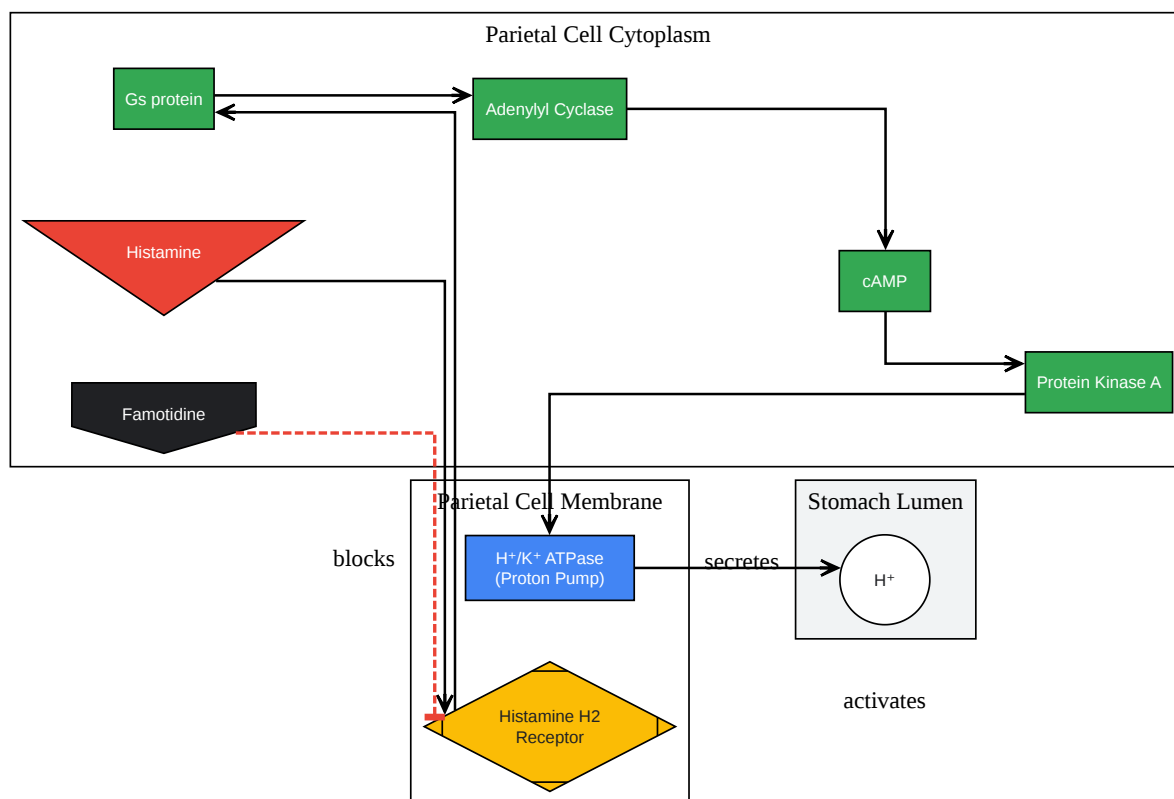 Parietal Cell Cytoplasm
Gs protein
Adenylyl Cyclase
Histamine
cAMP
Protein Kinase A
Famotidine
Parietal Cell Membrane
Stomach Lumen
blocks
H⁺/K⁺ ATPase
(Proton Pump)
secretes
H⁺
activates
Histamine H2
Receptor